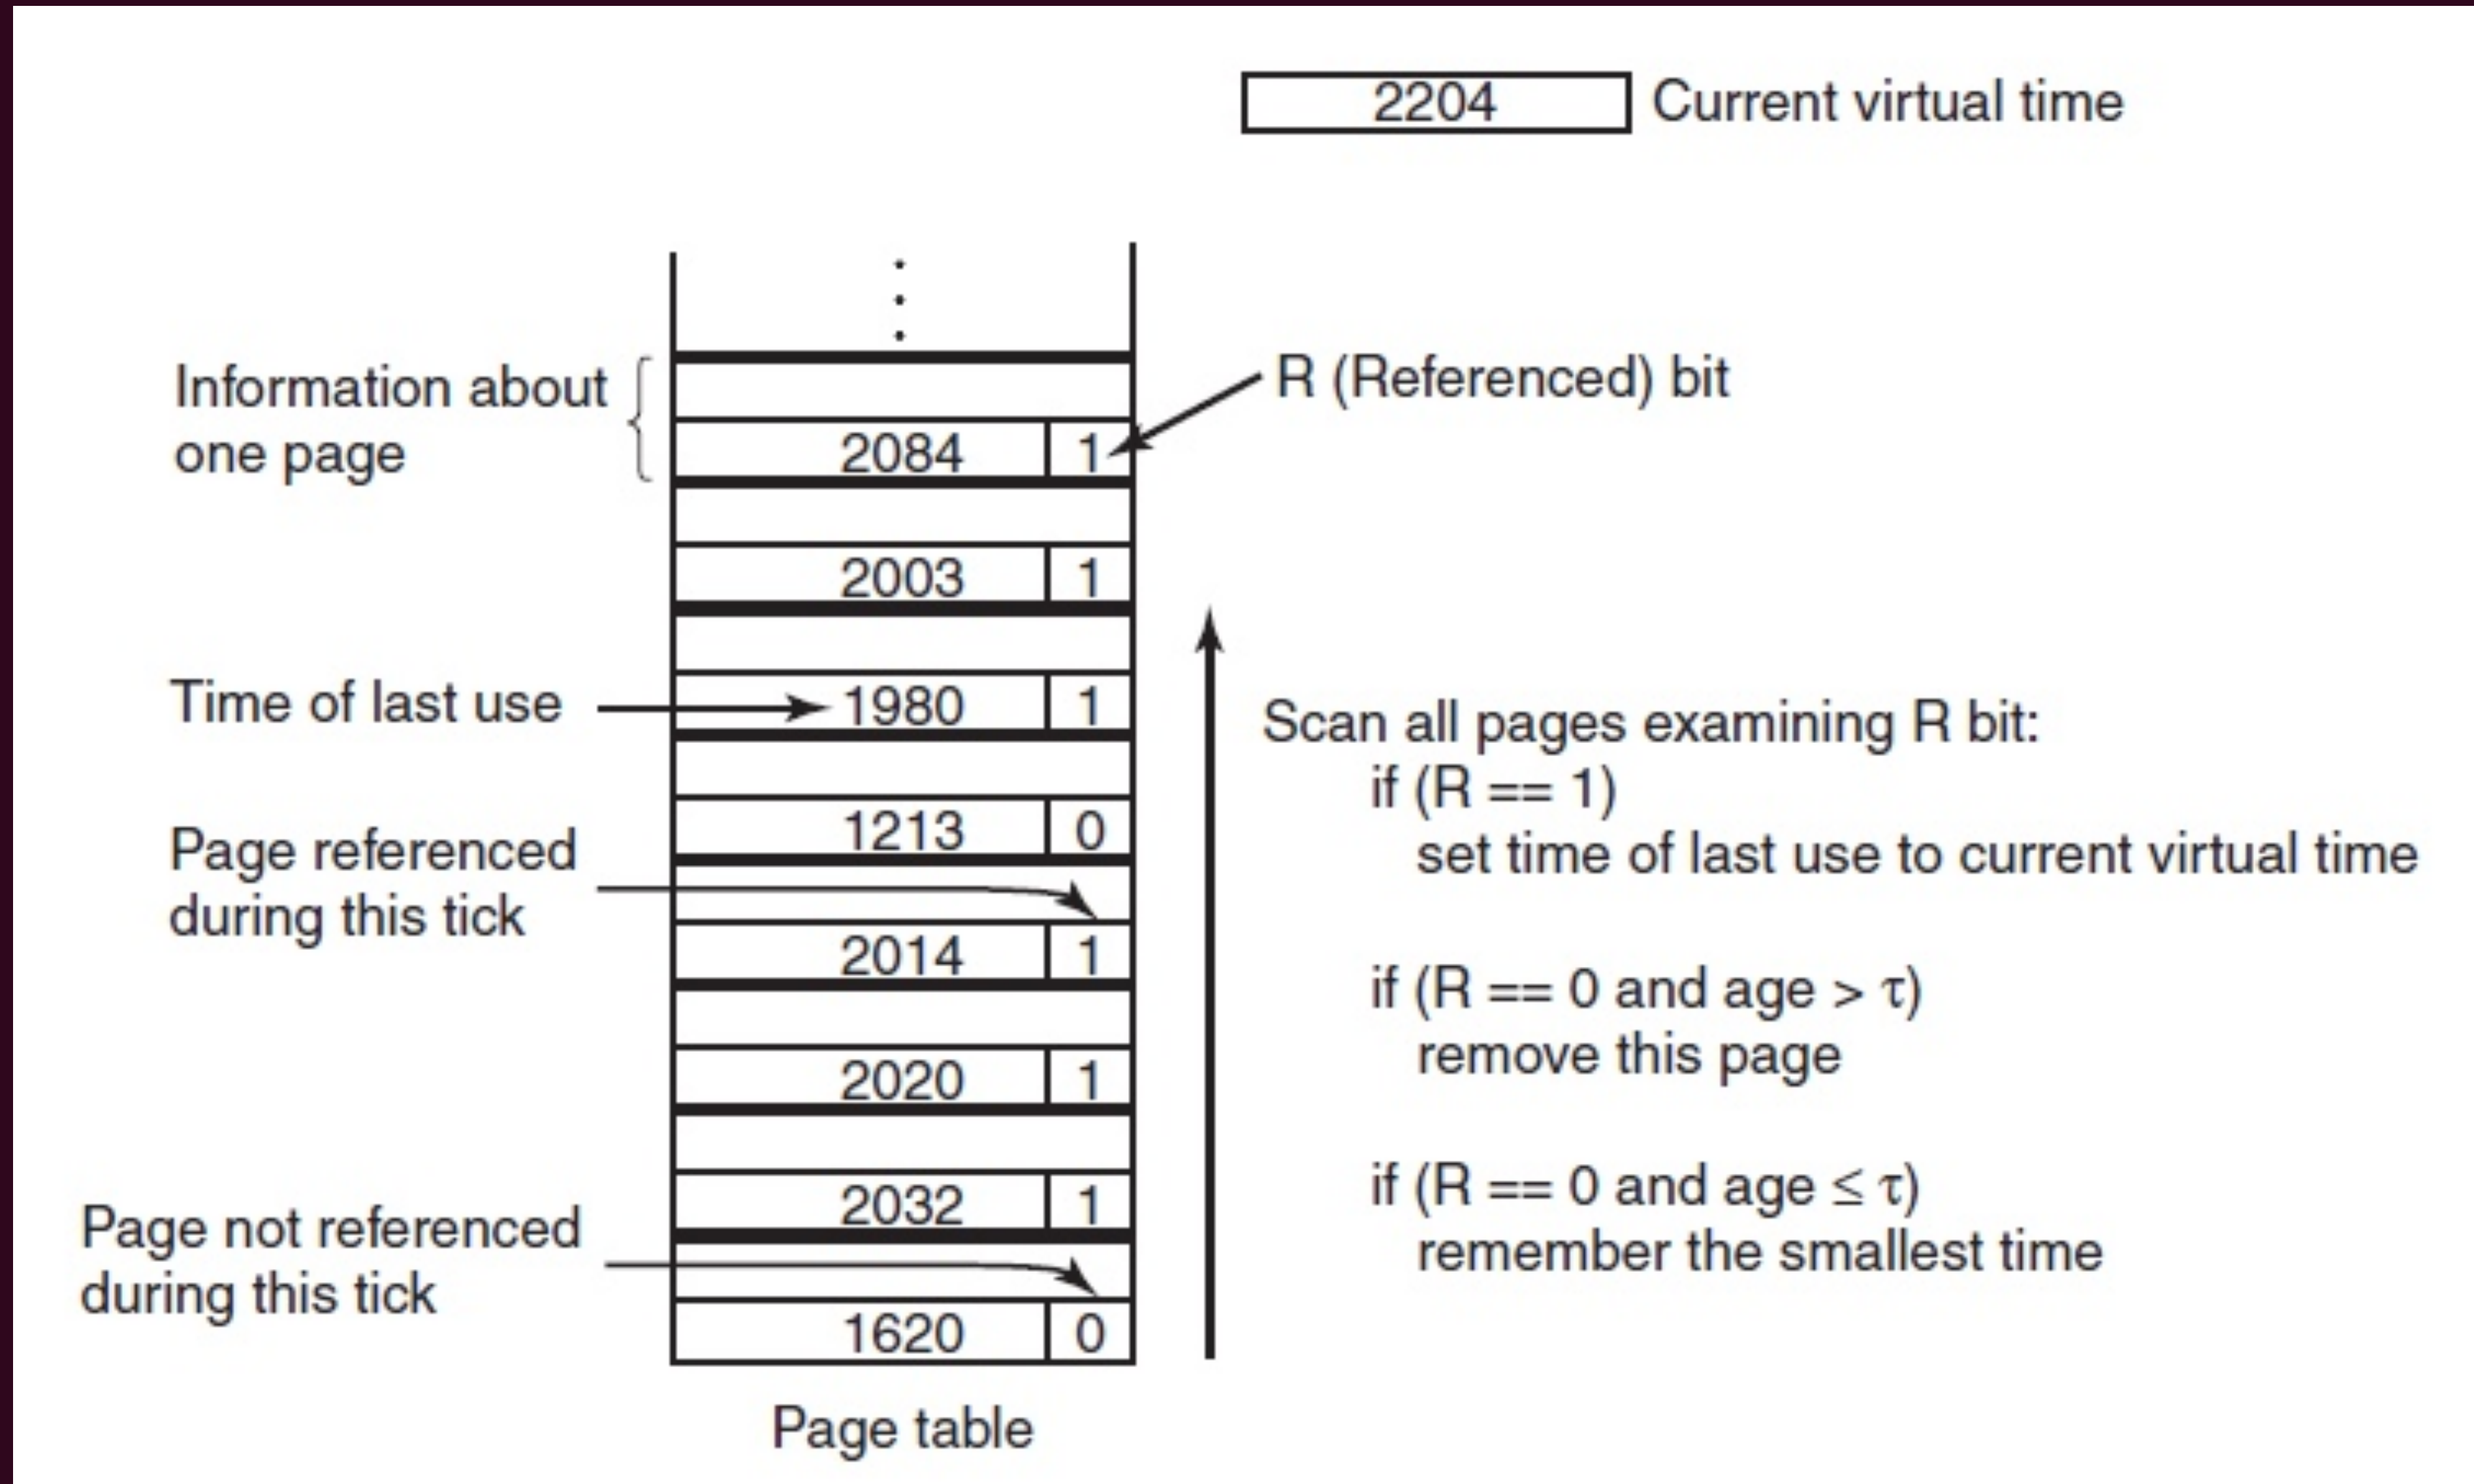 2204 Current virtual time
Information about
one page
R (Referenced) bit
2084 1
2003 1
Time of last use
1980 1
1213 0
Page referenced
during this tick
2014 1
2020 1
2032 1
Page not referenced
during this tick
1620 0
Page table
Scan all pages examining R bit:
if (R == 1)
set time of last use to current virtual time
if (R == 0 and age > τ)
remove this page
if (R == 0 and age ≤ τ)
remember the smallest time